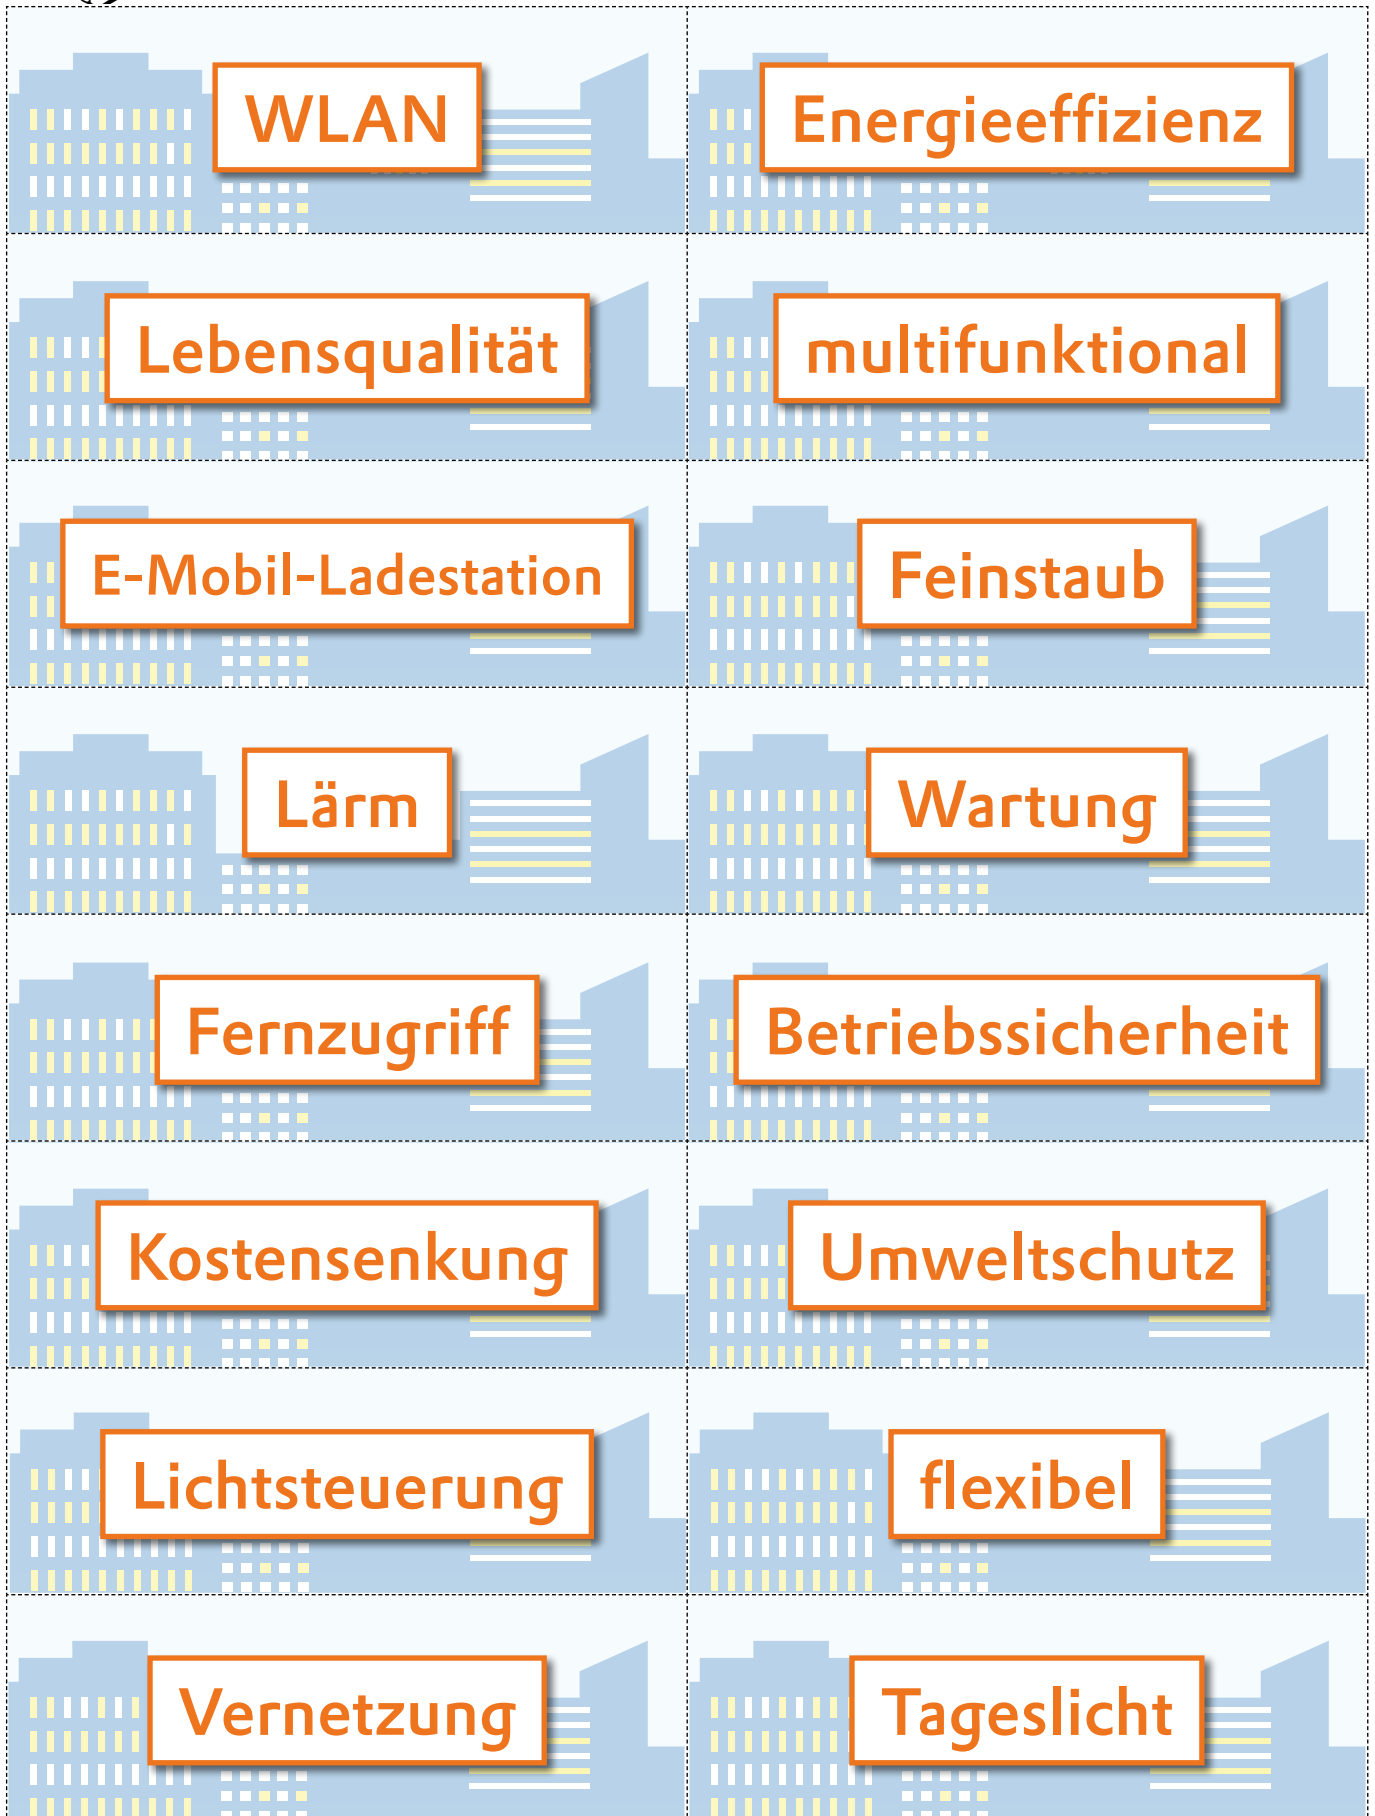 WLAN
Energieeffizienz
Lebensqualität
multifunktional
E-Mobil-Ladestation
Feinstaub
Lärm
Wartung
Fernzugriff
Betriebssicherheit
Kostensenkung
Umweltschutz
Lichtsteuerung
flexibel
Vernetzung
Tageslicht